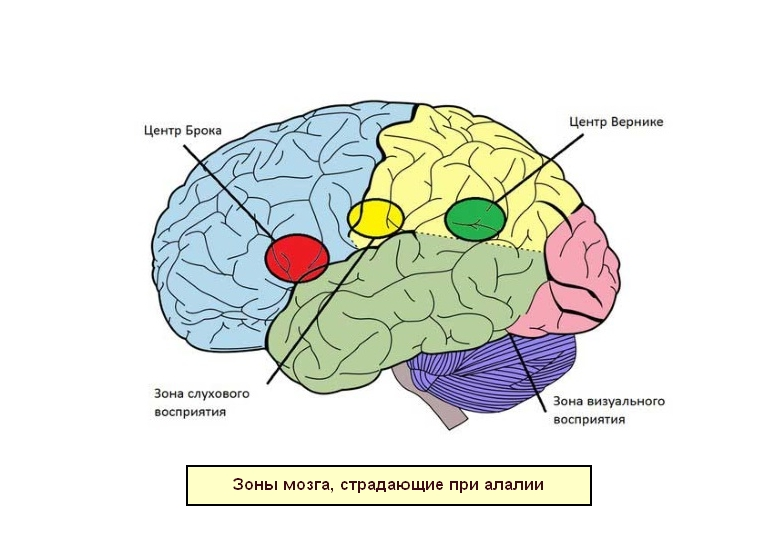 Центр Брока
Центр Вернике
Зона слухового
восприятия
Зона визуального
восприятия
Зоны мозга, страдающие при алалии